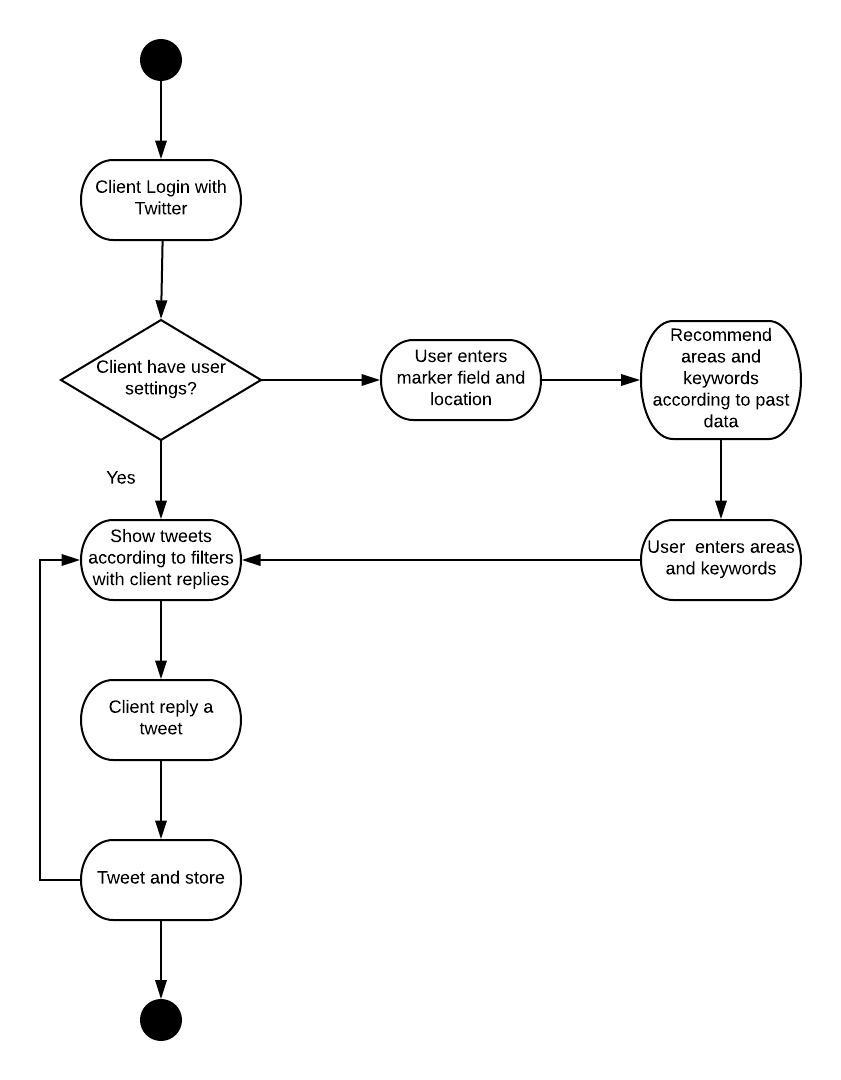 Client Login with
Twitter
Client have user
settings?
User enters
marker field and
location
Recommend
areas and
keywords
according to past
data
Yes
Show tweets
according to filters
with client replies
User  enters areas
and keywords
Client reply a
tweet
Tweet and store